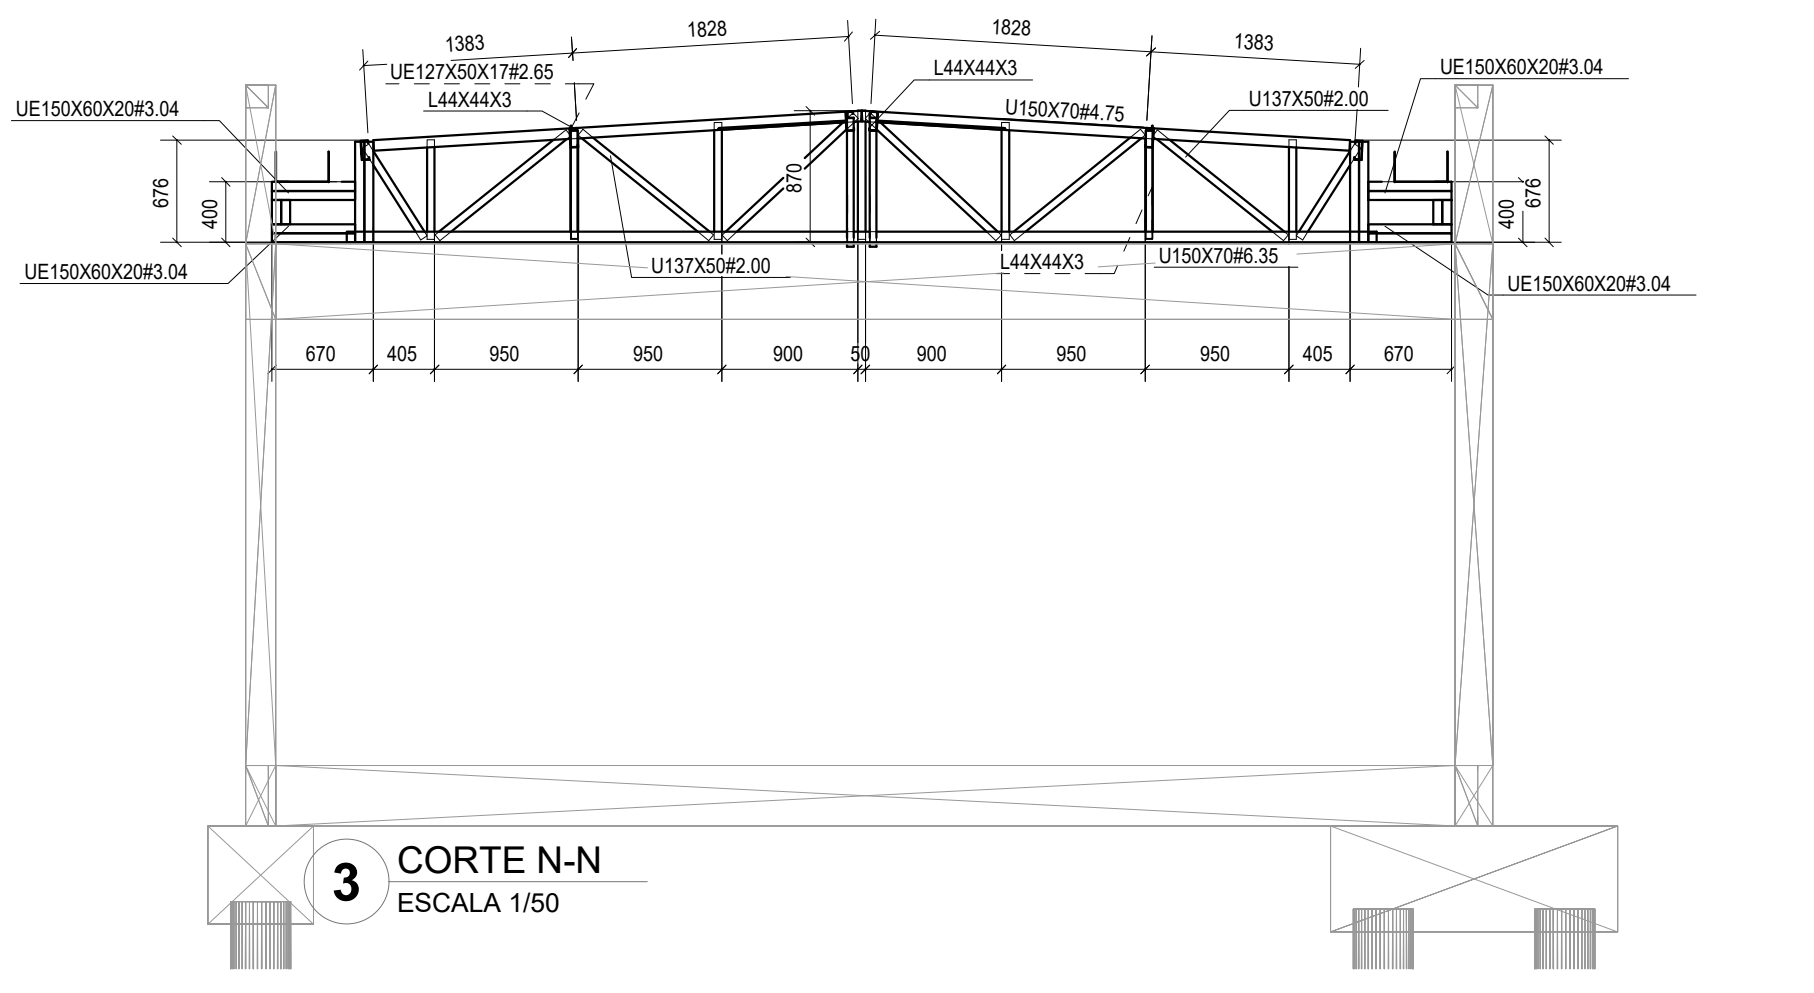 1383
1828
1828
1383
UE127X50X17#2.65
L44X44X3
L44X44X3
UE150X60X20#3.04
UE150X60X20#3.04
U150X70#4.75
U137X50#2.00
676
400
870
400
676
UE150X60X20#3.04
U137X50#2.00
L44X44X3
U150X70#6.35
UE150X60X20#3.04
670
405
950
950
900
50
900
950
950
405
670
3
CORTE N-N
ESCALA 1/50